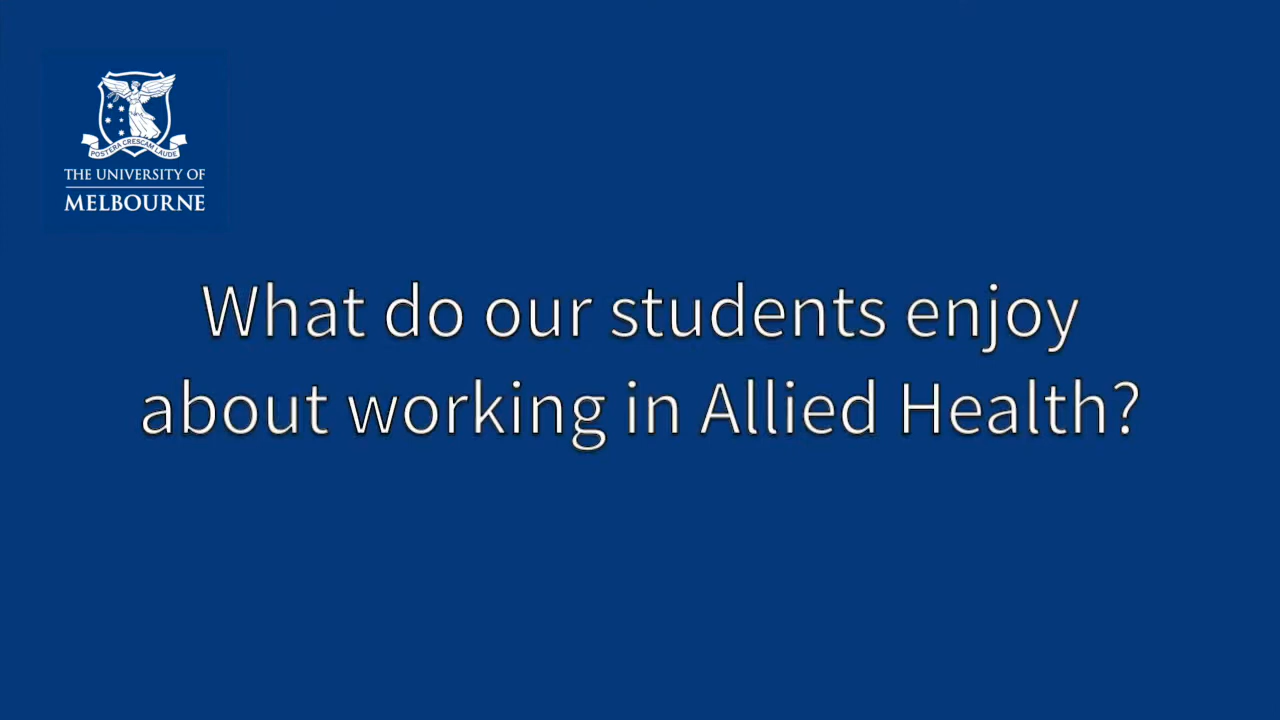 POSTERA CRESCAM LAUDE
THE UNIVERSITY OF
MELBOURNE
What do our students enjoy
about working in Allied Health?